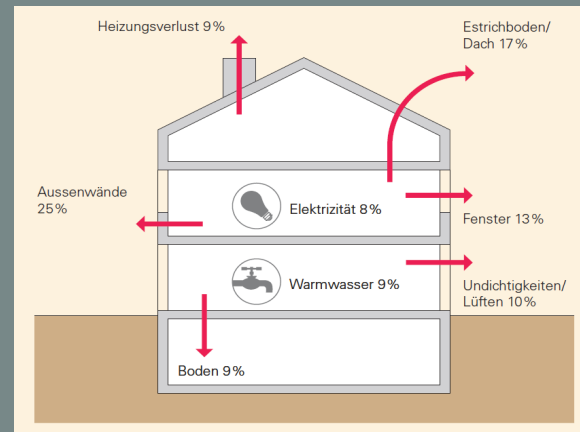 Heizungsverlust 9 %
Estrichboden/
Dach 17 %
Aussenwände
25 %
Elektrizität 8 %
Fenster 13 %
Warmwasser 9 %
Undichtigkeiten/
Lüften 10 %
Boden 9 %